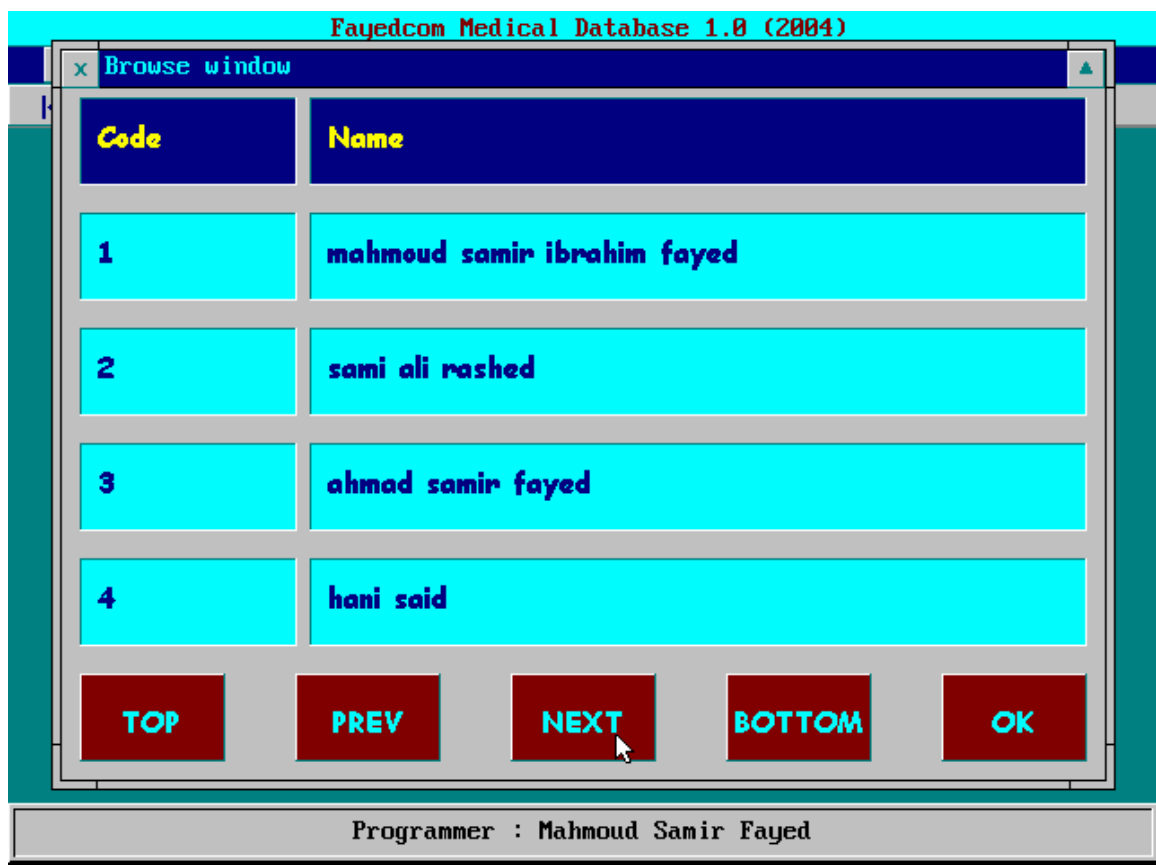 Fayedcom Medical Database 1.0 (2004)
x Browse window
Code Name
1 mahmoud samir ibrahim fayed
2 sami ali rashed
3 ahmad samir fayed
4 hani said
TOP PREV NEXT BOTTOM OK
Programmer : Mahmoud Samir Fayed